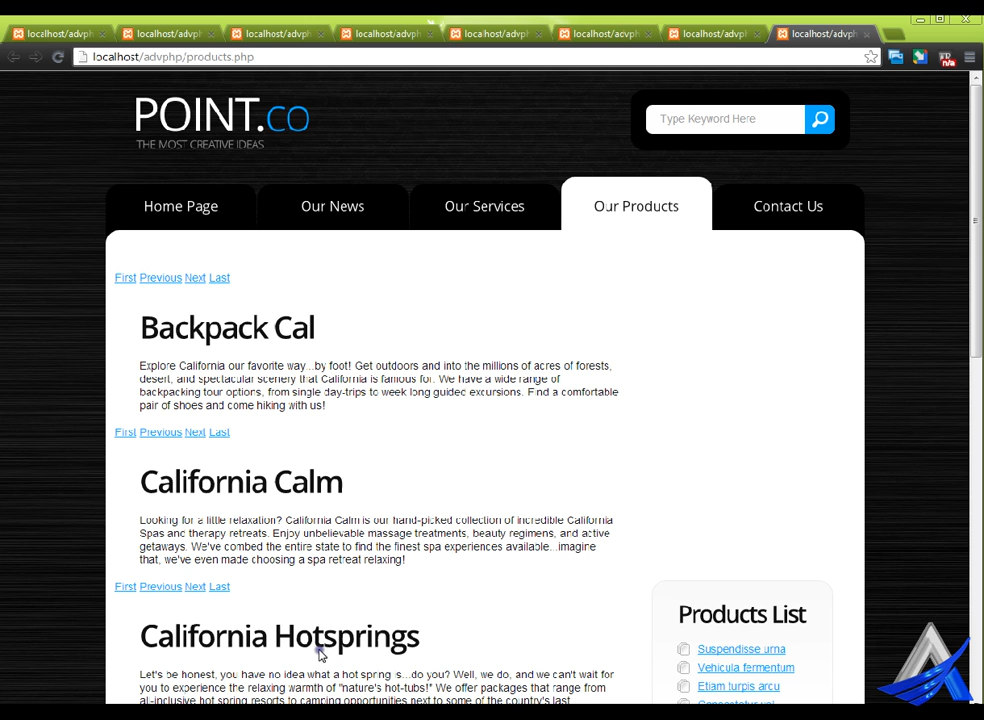 localhost/advph localhost/advph localhost/advph localhost/advph localhost/advph localhost/advph localhost/advph localhost/advph
localhost/advphp/products.php
POINT.CO
THE MOST CREATIVE IDEAS
Type Keyword Here
Home Page Our News Our Services Our Products Contact Us
First Previous Next Last
Backpack Cal
Explore California our favorite way...by foot! Get outdoors and into the millions of acres of forests,
desert, and spectacular scenery that California is famous for. We have a wide range of
backpacking tour options, from single day-trips to week long guided excursions. Find a comfortable
pair of shoes and come hiking with us!
First Previous Next Last
California Calm
Looking for a little relaxation? California Calm is our hand-picked collection of incredible California
Spas and therapy retreats. Enjoy unbelievable massage treatments, beauty regimens, and active
getaways. We've combed the entire state to find the finest spa experiences available...imagine
that, we've even made choosing a spa retreat relaxing!
First Previous Next Last
California Hotsprings
Let's be honest, you have no idea what a hot spring is...do you? Well, we do, and we can't wait for
you to experience the relaxing warmth of "nature's hot-tubs!" We offer packages that range from
all-inclusive hot spring resorts to camping opportunities next to some of the county's last
Products List
Suspendisse urna
Vehicula fermentum
Etiam turpis arcu